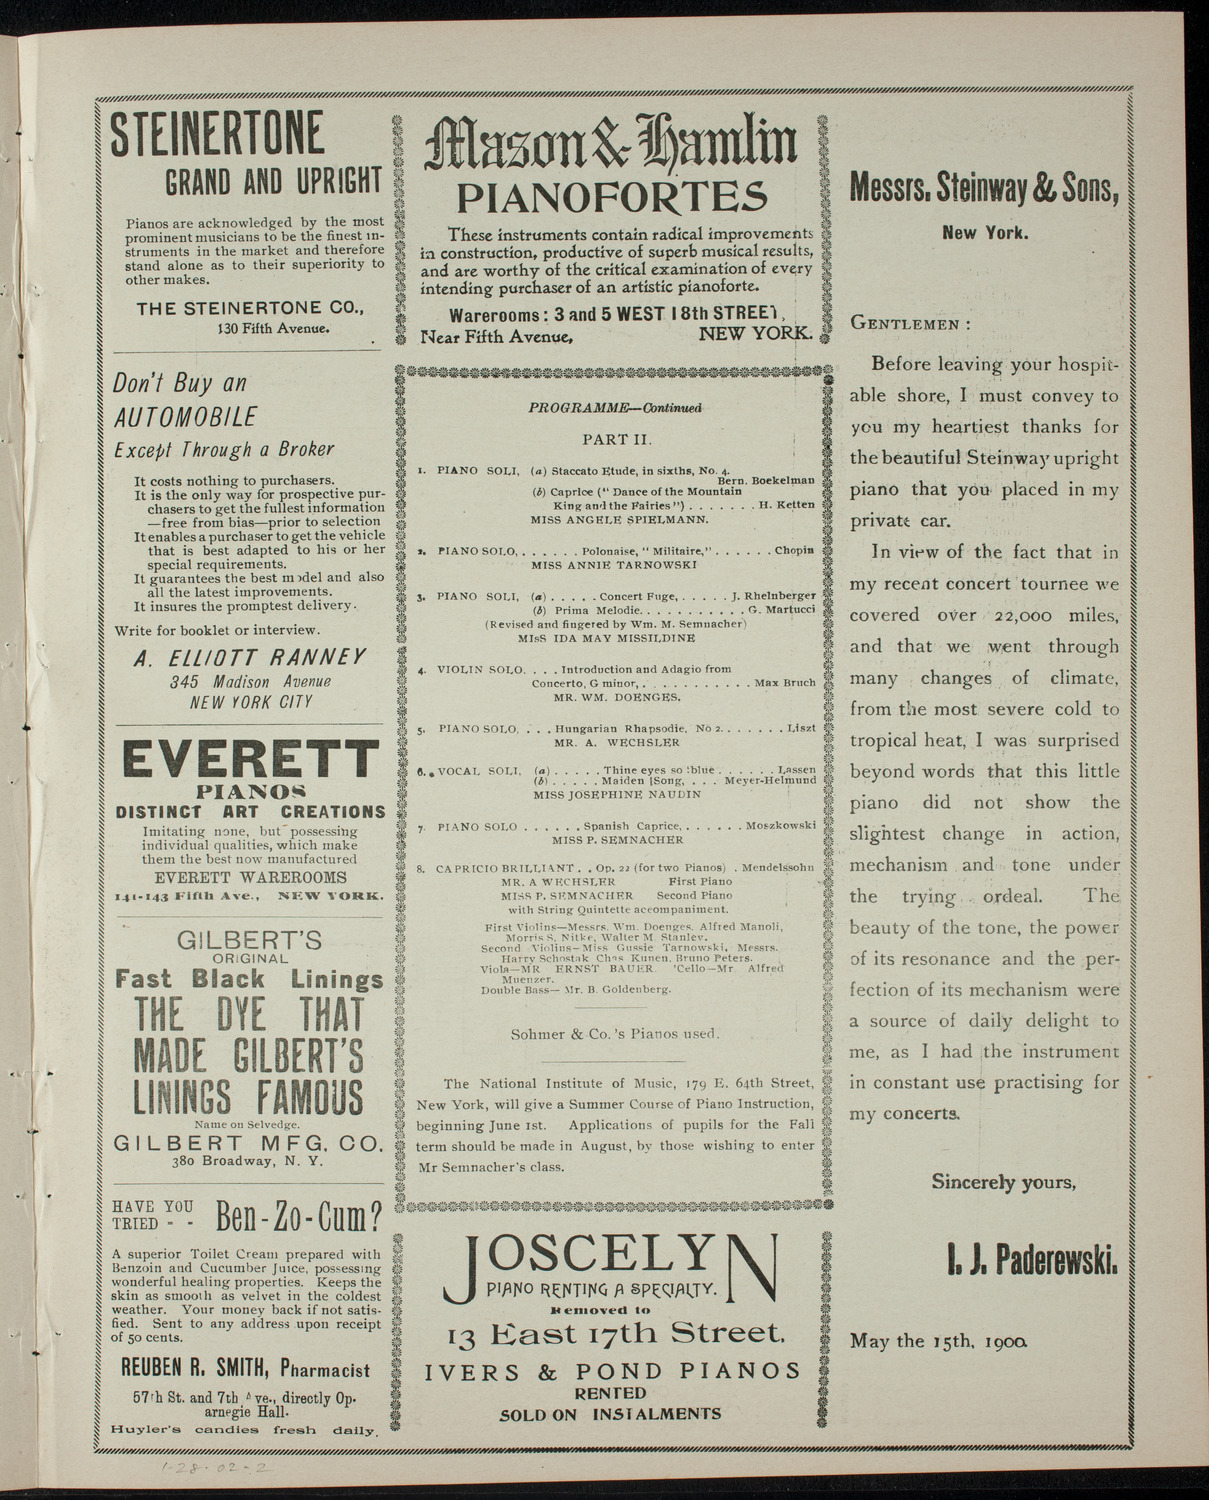 STEINERTONE
GRAND AND UPRIGHT
Pianos are acknowledged by the most
prominent musicians to be the finest in-
struments in the market and therefore
stand alone as to their superiority to
other makes.
THE STEINERTONE CO.,
130 Fifth Avenue.
Don't Buy an
AUTOMOBILE
Except Through a Broker
It costs nothing to purchasers.
It is the only way for prospective pur-
chasers to get the fullest information
—free from bias—prior to selection
It enables a purchaser to get the vehicle
that is best adapted to his or her
special requirements.
It guarantees the best model and also
all the latest improvements.
It insures the promptest delivery.
Write for booklet or interview.
A. ELLIOTT RANNEY
345 Madison Avenue
NEW YORK CITY
EVERETT
PIANOS
DISTINCT ART CREATIONS
Imitating none, but possessing
individual qualities, which make
them the best now manufactured
EVERETT WAREROOMS
141-143 Fifth Ave., NEW YORK.
GILBERT'S
ORIGINAL
Fast Black Linings
THE DYE THAT
MADE GILBERT'S
LININGS FAMOUS
Name on Selvedge.
GILBERT MFG. CO.
380 Broadway, N. Y.
HAVE YOU
TRIED - - Ben-Zo-Cum?
A superior Toilet Cream prepared with
Benzoin and Cucumber Juice, possessing
wonderful healing properties. Keeps the
skin as smooth as velvet in the coldest
weather. Your money back if not satis-
fied. Sent to any address upon receipt
of 50 cents.
REUBEN R. SMITH, Pharmacist
57th St. and 7th Ave., directly Op.
arnegie Hall.
Huyler's candies fresh daily.
Mason & Hamlin
PIANOFORTES
These instruments contain radical improvements
in construction, productive of superb musical results,
and are worthy of the critical examination of every
intending purchaser of an artistic pianoforte.
Warerooms: 3 and 5 WEST 18th STREET,
Near Fifth Avenue, NEW YORK.
PROGRAMME—Continued
PART II.
1. PIANO SOLI, (a) Staccato Etude, in sixths, No. 4.
Bern. Boekelman
(b) Caprice ("Dance of the Mountain
King and the Fairies") . . . . . . . H. Ketten
MISS ANGELE SPIELMANN.
2. PIANO SOLO, . . . . . . Polonaise, "Militaire," . . . . . . Chopin
MISS ANNIE TARNOWSKI
3. PIANO SOLI, (a) . . . . . Concert Fuge, . . . . . J. Rheinberger
(b) Prima Melodie. . . . . . . . . . . G. Martucci
(Revised and fingered by Wm. M. Semnacher)
MISS IDA MAY MISSILDINE
4. VIOLIN SOLO. . . . Introduction and Adagio from
Concerto, G minor, . . . . . . . . . . . Max Bruch
MR. WM. DOENGES.
5. PIANO SOLO. . . . Hungarian Rhapsodie, No 2. . . . . . . Liszt
MR. A. WECHSLER
6. VOCAL SOLI, (a) . . . . . Thine eyes so blue . . . . . . Lassen
(b) . . . . . Maiden Song, . . . Meyer-Helmund
MISS JOSEPHINE NAUDIN
7. PIANO SOLO . . . . . . Spanish Caprice, . . . . . . Moszkowski
MISS P. SEMNACHER
8. CAPRICIO BRILLIANT . . Op. 22 (for two Pianos) . Mendelssohn
MR. A WECHSLER First Piano
MISS P. SEMNACHER Second Piano
with String Quintette accompaniment.
First Violins—Messrs. Wm. Doenges. Alfred Manoli,
Morris S. Nitke, Walter M. Stanley.
Second Violins—Miss Gussie Tarnowski, Messrs.
Harry Schostak Chas Kunen, Bruno Peters.
Viola—MR ERNST BAUER. 'Cello—Mr. Alfred
Muenzer.
Double Bass— Mr. B. Goldenberg.
Sohmer & Co.'s Pianos used.
The National Institute of Music, 179 E. 64th Street,
New York, will give a Summer Course of Piano Instruction,
beginning June 1st. Applications of pupils for the Fall
term should be made in August, by those wishing to enter
Mr Semnacher's class.
JOSCELYN
PIANO RENTING A SPECIALTY.
Removed to
13 East 17th Street.
IVERS & POND PIANOS
RENTED
SOLD ON INSTALMENTS
Messrs. Steinway & Sons,
New York.
GENTLEMEN:
Before leaving your hospit-
able shore, I must convey to
you my heartiest thanks for
the beautiful Steinway upright
piano that you placed in my
private car.
In view of the fact that in
my recent concert tournee we
covered over 22,000 miles,
and that we went through
many changes of climate,
from the most severe cold to
tropical heat, I was surprised
beyond words that this little
piano did not show the
slightest change in action,
mechanism and tone under
the trying ordeal. The
beauty of the tone, the power
of its resonance and the per-
fection of its mechanism were
a source of daily delight to
me, as I had the instrument
in constant use practising for
my concerts.
Sincerely yours,
I. J. Paderewski.
May the 15th, 1900.
1-28-02-2